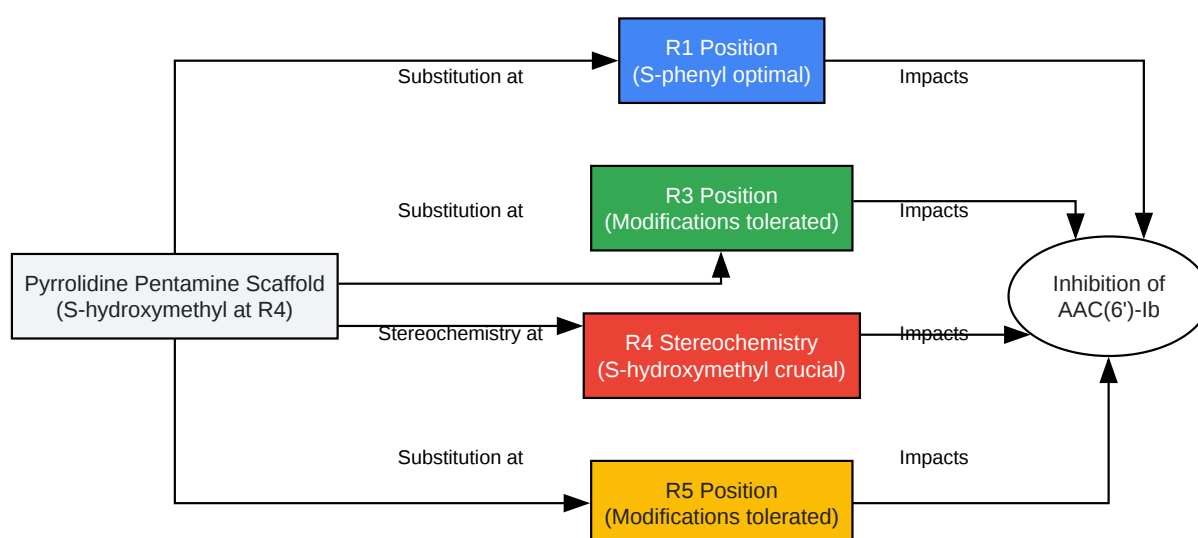 R1 Position
(S-phenyl optimal)
Substitution at
Impacts
R3 Position
(Modifications tolerated)
Substitution at
Impacts
Pyrrolidine Pentamine Scaffold
(S-hydroxymethyl at R4)
Inhibition of
AAC(6')-Ib
Stereochemistry at
R4 Stereochemistry
(S-hydroxymethyl crucial)
Impacts
Substitution at
Impacts
R5 Position
(Modifications tolerated)